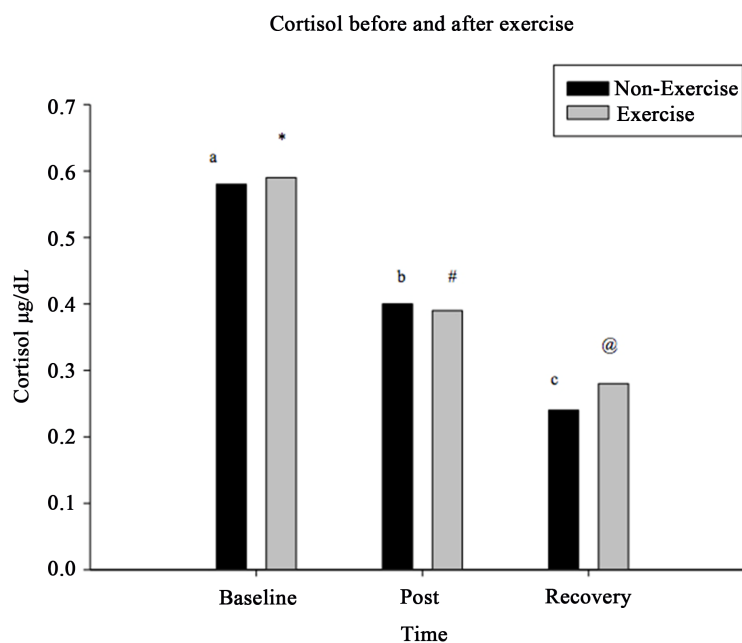 Cortisol before and after exercise
Non-Exercise
Exercise
0.7
0.6
0.5
0.4
0.3
0.2
0.1
0.0
Cortisol µg/dL
a
*
b
#
c
@
Baseline Post Recovery
Time